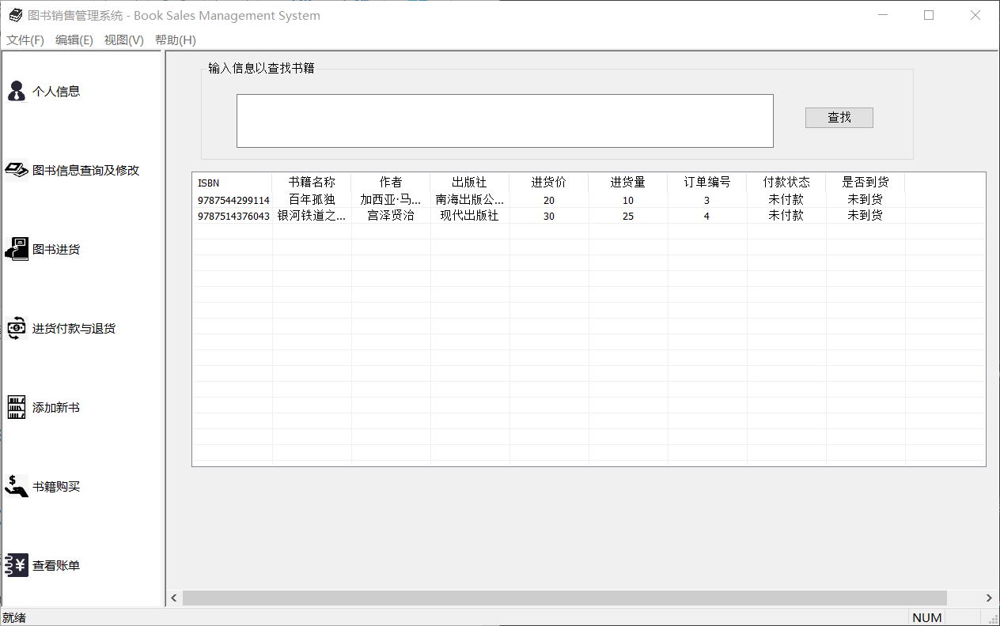 图书销售管理系统 - Book Sales Management System
文件(F) 编辑(E) 视图(V) 帮助(H)
个人信息
图书信息查询及修改
图书进货
进货付款与退货
添加新书
书籍购买
查看账单
输入信息以查找书籍
查找
ISBN 书籍名称 作者 出版社 进货价 进货量 订单编号 付款状态 是否到货
9787544299114 百年孤独 加西亚·马... 南海出版公... 20 10 3 未付款 未到货
9787514376043 银河铁道之... 宫泽贤治 现代出版社 30 25 4 未付款 未到货
就绪 NUM